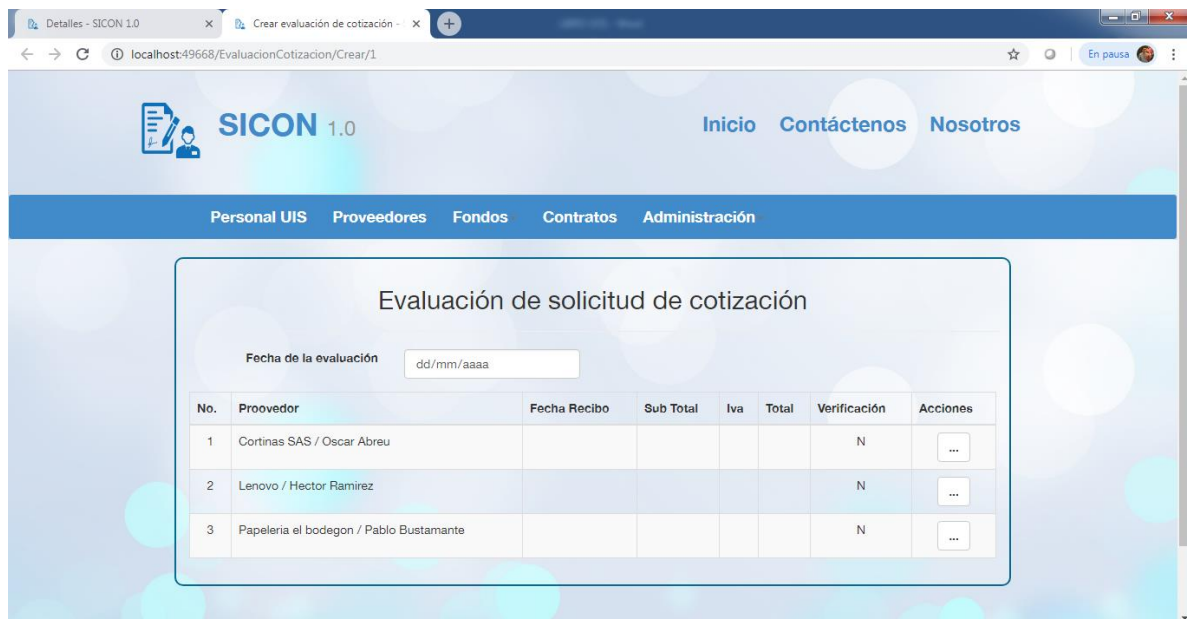 Detalles - SICON 1.0
Crear evaluación de cotización -
localhost:49668/EvaluacionCotizacion/Crear/1
En pausa
SICON 1.0
Inicio Contáctenos Nosotros
Personal UIS Proveedores Fondos Contratos Administración
Evaluación de solicitud de cotización
Fecha de la evaluación dd/mm/aaaa
No. Proovedor Fecha Recibo Sub Total Iva Total Verificación Acciones
1 Cortinas SAS / Oscar Abreu N ...
2 Lenovo / Hector Ramirez N ...
3 Papeleria el bodegon / Pablo Bustamante N ...